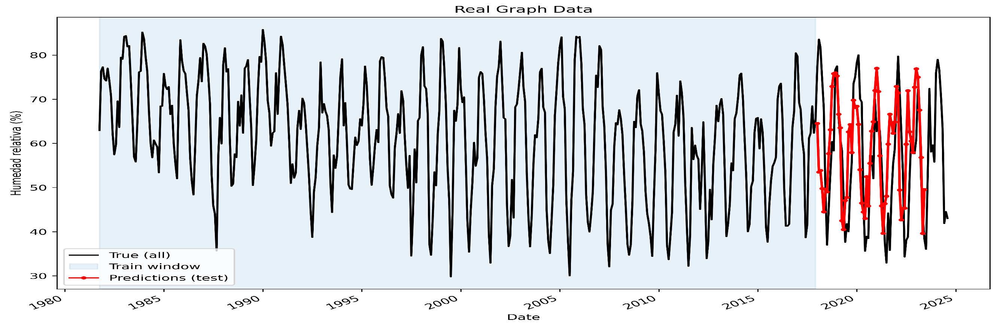 Real Graph Data
Humedad relativa (%)
80
70
60
50
40
30
True (all)
Train window
Predictions (test)
1980
1985
1990
1995
2000
2005
2010
2015
2020
2025
Date